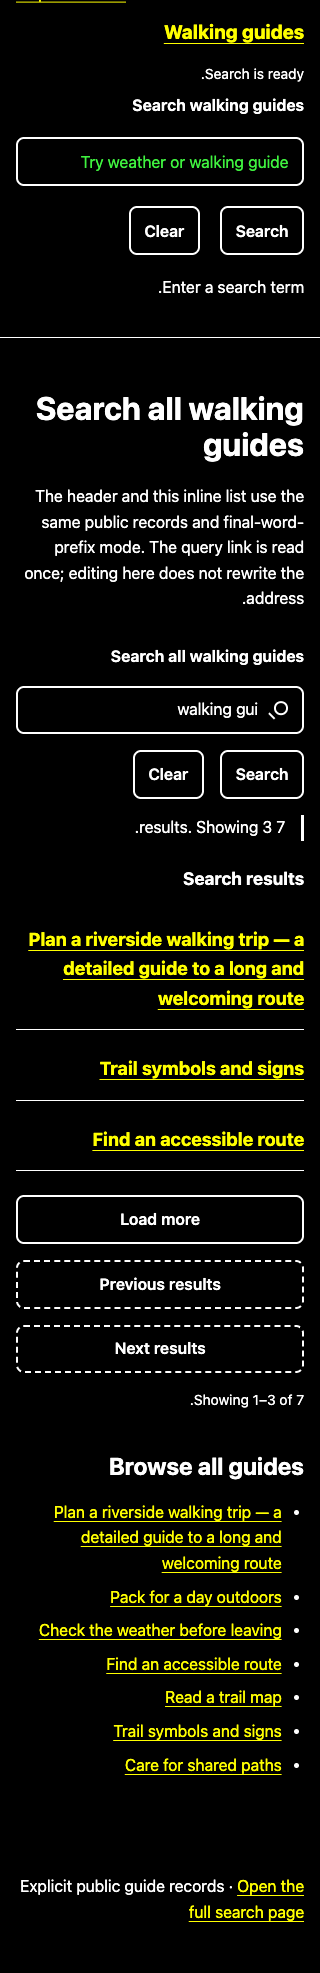 Walking guides
.Search is ready
Search walking guides
Try weather or walking guide
Clear
Search
.Enter a search term
Search all walking
guides
The header and this inline list use the
same public records and final-word-
prefix mode. The query link is read
once; editing here does not rewrite the
.address
Search all walking guides
walking gui
Clear
Search
.results. Showing 3 7
Search results
Plan a riverside walking trip — a
detailed guide to a long and
welcoming route
Trail symbols and signs
Find an accessible route
Load more
Previous results
Next results
.Showing 1–3 of 7
Browse all guides
Plan a riverside walking trip — a
detailed guide to a long and
welcoming route
Pack for a day outdoors
Check the weather before leaving
Find an accessible route
Read a trail map
Trail symbols and signs
Care for shared paths
Explicit public guide records · Open the
full search page